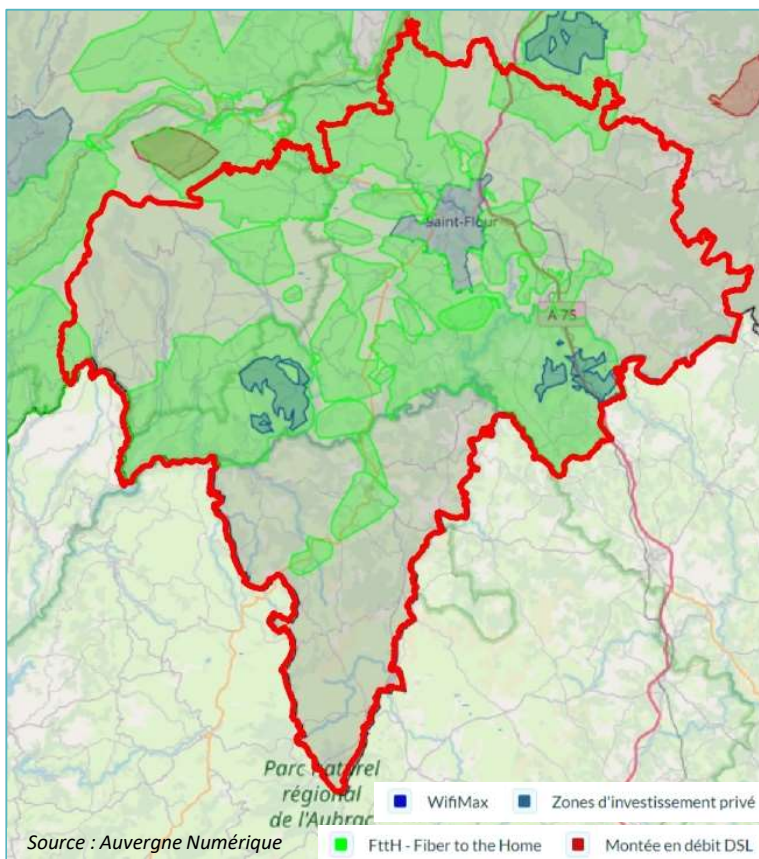 Saint-Flour
A 75
Parc naturel
régional
de l'Aubrac
WifiMax
Zones d'investissement privé
Source : Auvergne Numérique
FttH - Fiber to the Home
Montée en débit DSL